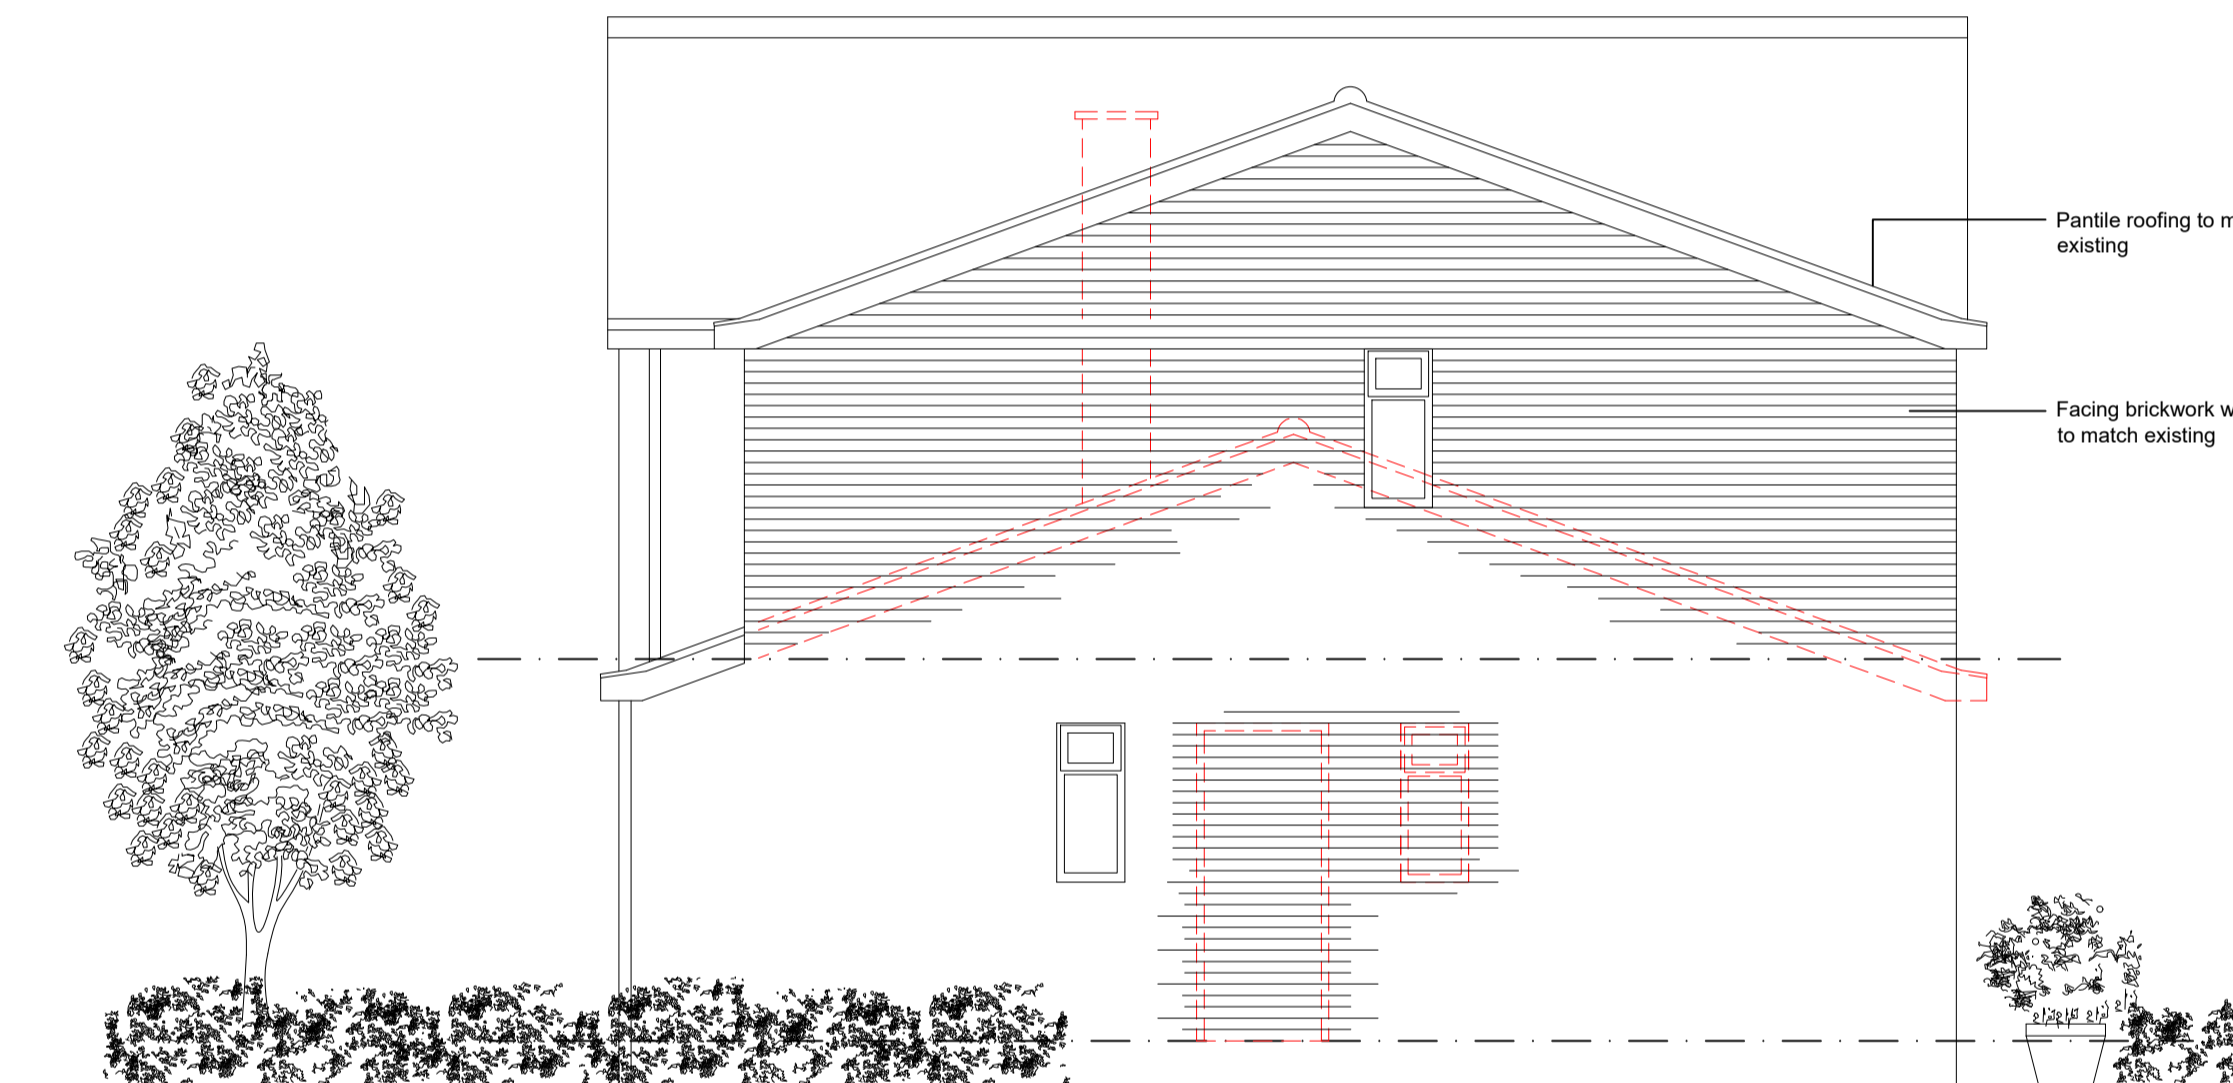 Pantile roofing to
existing
Facing brickwork
to match existing